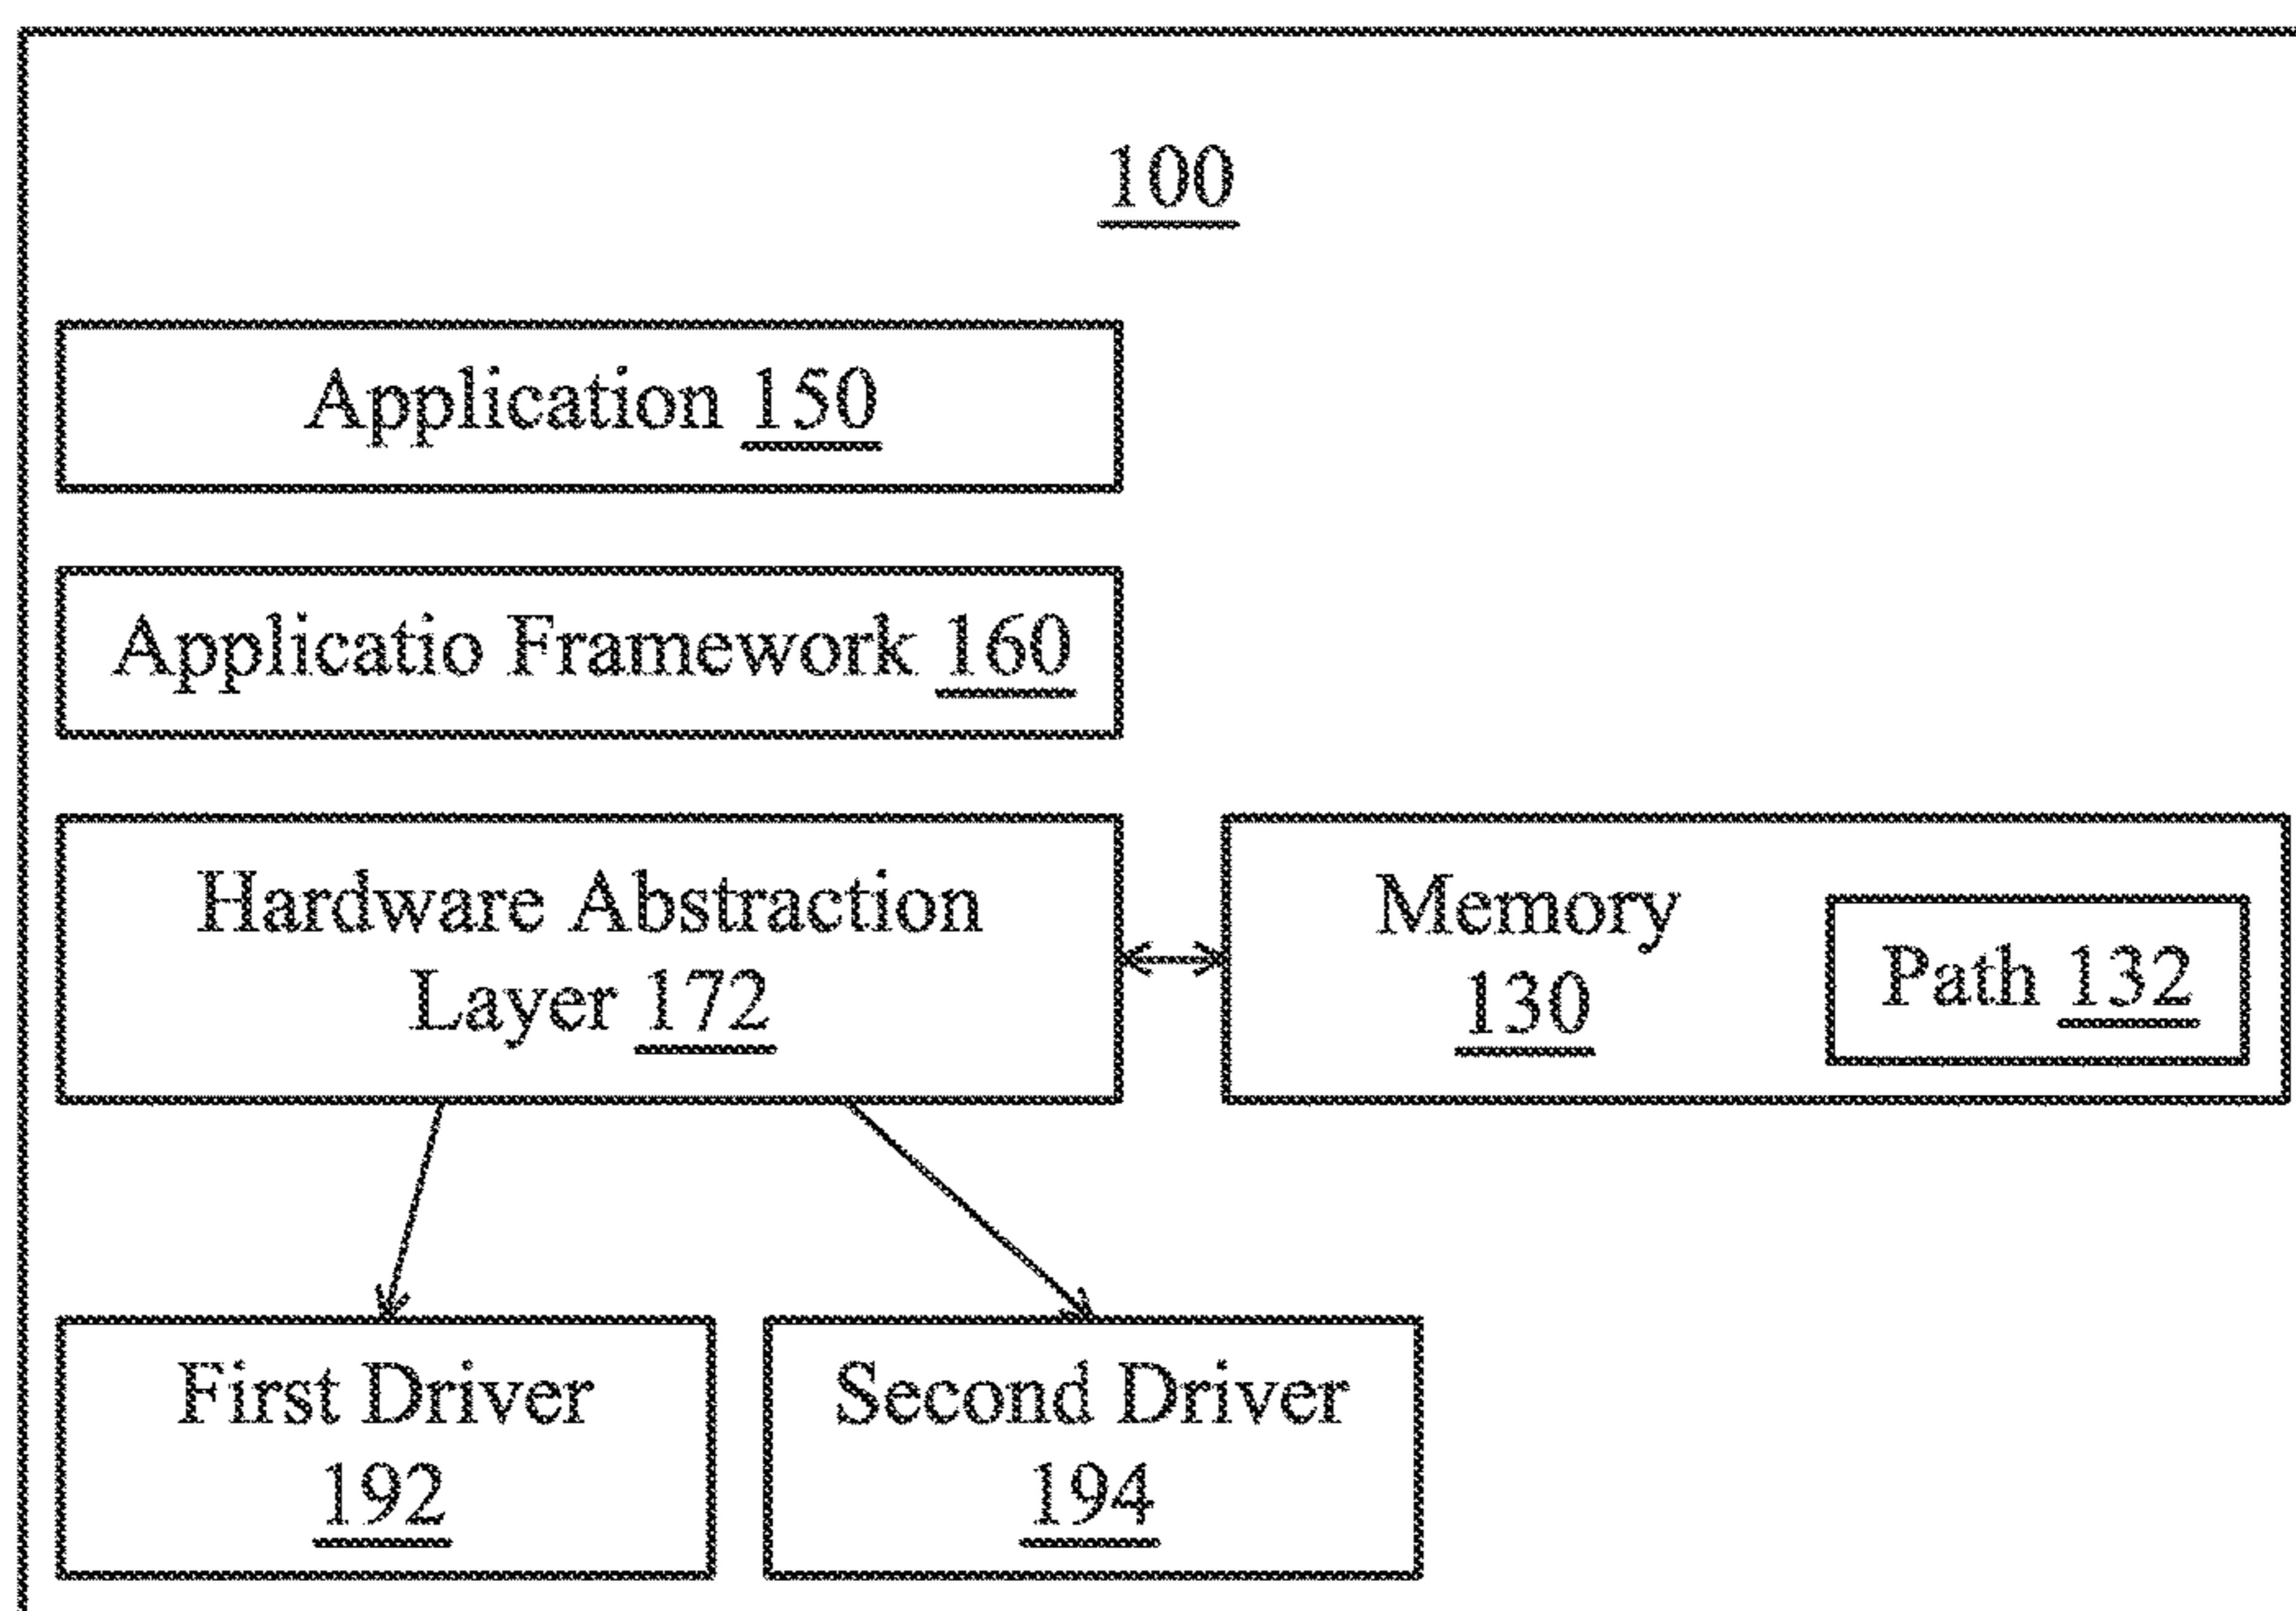 100
Application 150
Applicatio Framework 160
Hardware Abstraction
Layer 172
Memory
130
Path 132
First Driver
192
Second Driver
194